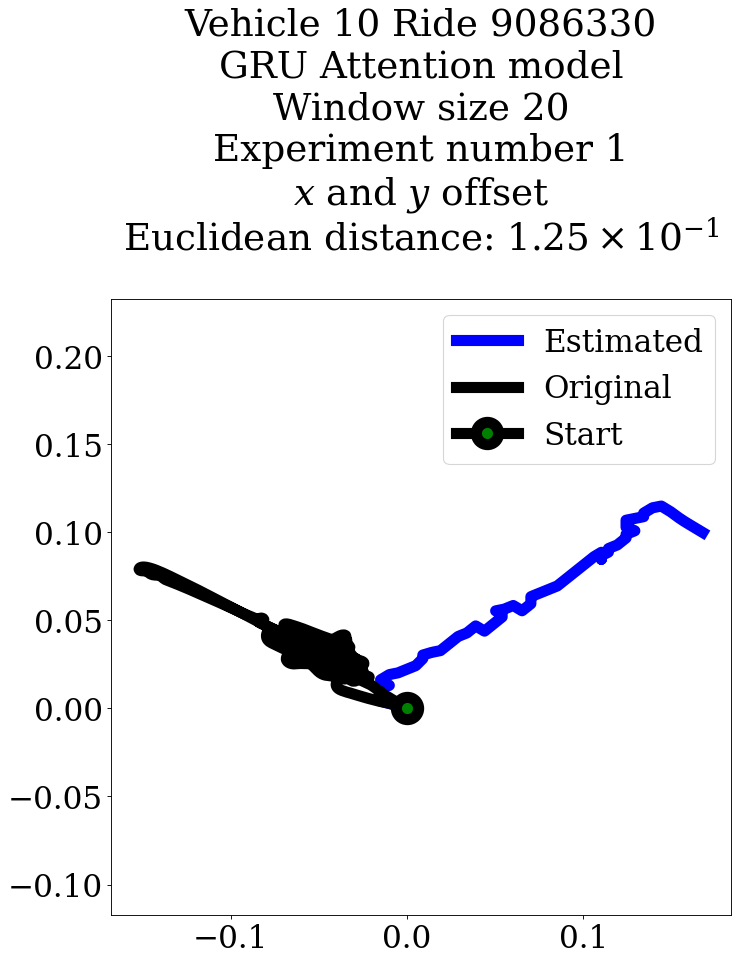 Vehicle 10 Ride 9086330
GRU Attention model
Window size 20
Experiment number 1
x and y offset
Euclidean distance: 1.25 × 10⁻¹
Estimated
Original
Start
0.20
0.15
0.10
0.05
0.00
−0.05
−0.10
−0.1 0.0 0.1